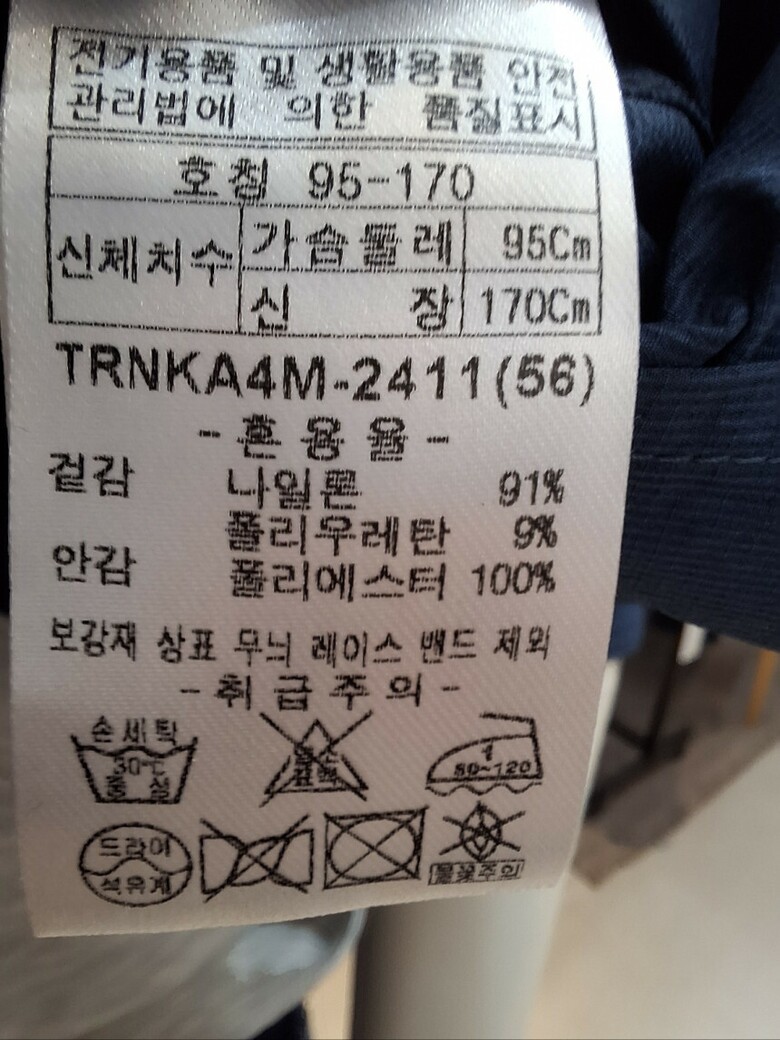 전기용품 및 생활용품 안전
관리법에 의한 품질표시
호칭 95-170
신체치수 가슴둘레 95Cm
신 장 170Cm
TRNKA4M-2411(56)
-혼용율-
겉감 나일론 91%
폴리우레탄 9%
안감 폴리에스터 100%
보강재 상표 무늬 레이스 밴드 제외
-취급주의-
손세탁
30℃
중성
염소
표백
1
80~120
드라이
석유계
불꽃주의